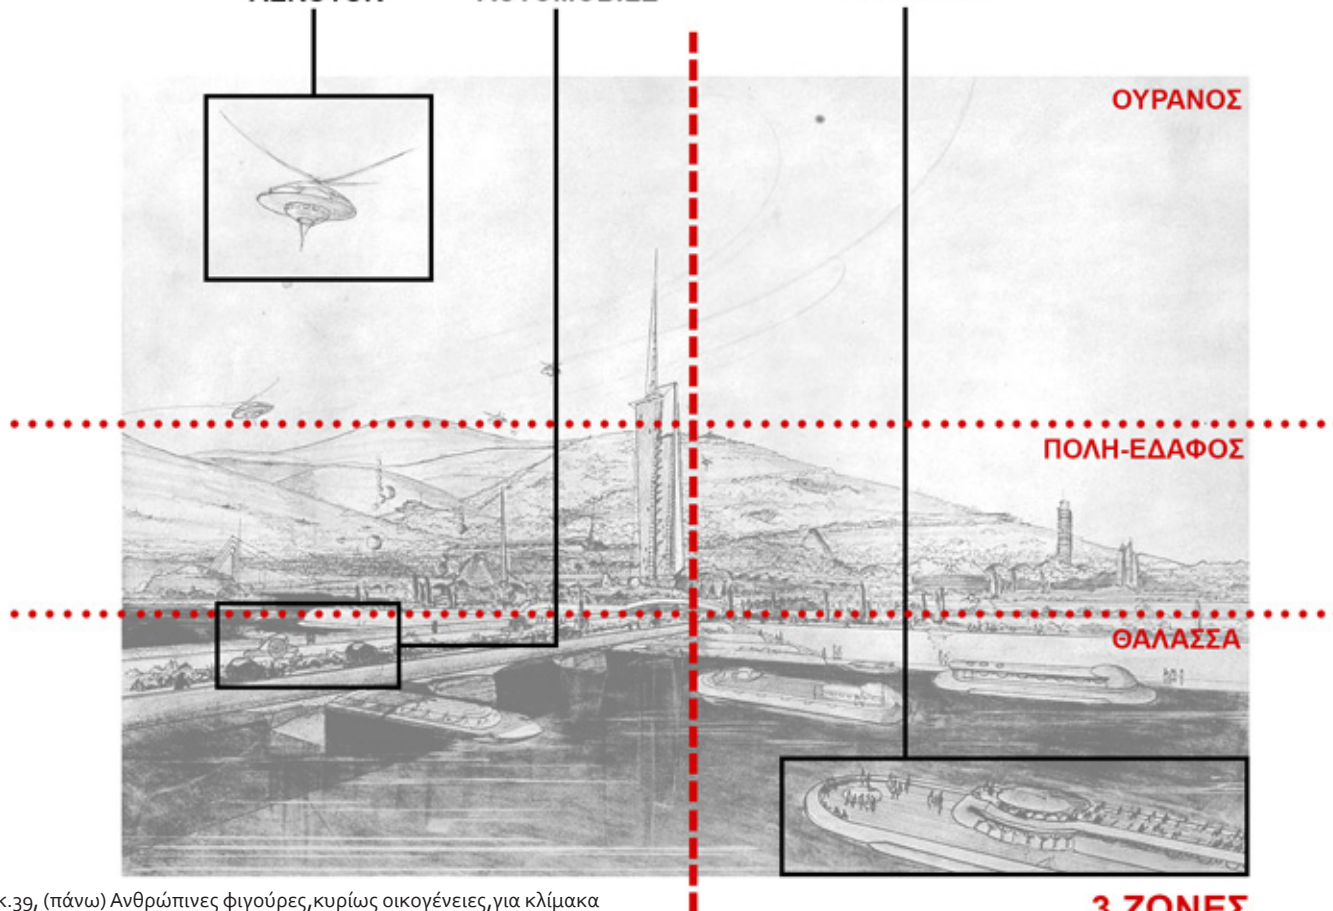 ΟΥΡΑΝΟΣ
ΠΟΛΗ-ΕΔΑΦΟΣ
ΘΑΛΑΣΣΑ
κ.39, (πάνω) Ανθρώπινες φιγούρες,κυρίως οικογένειες,για κλίμακα
3 ΖΩΝΕΣ